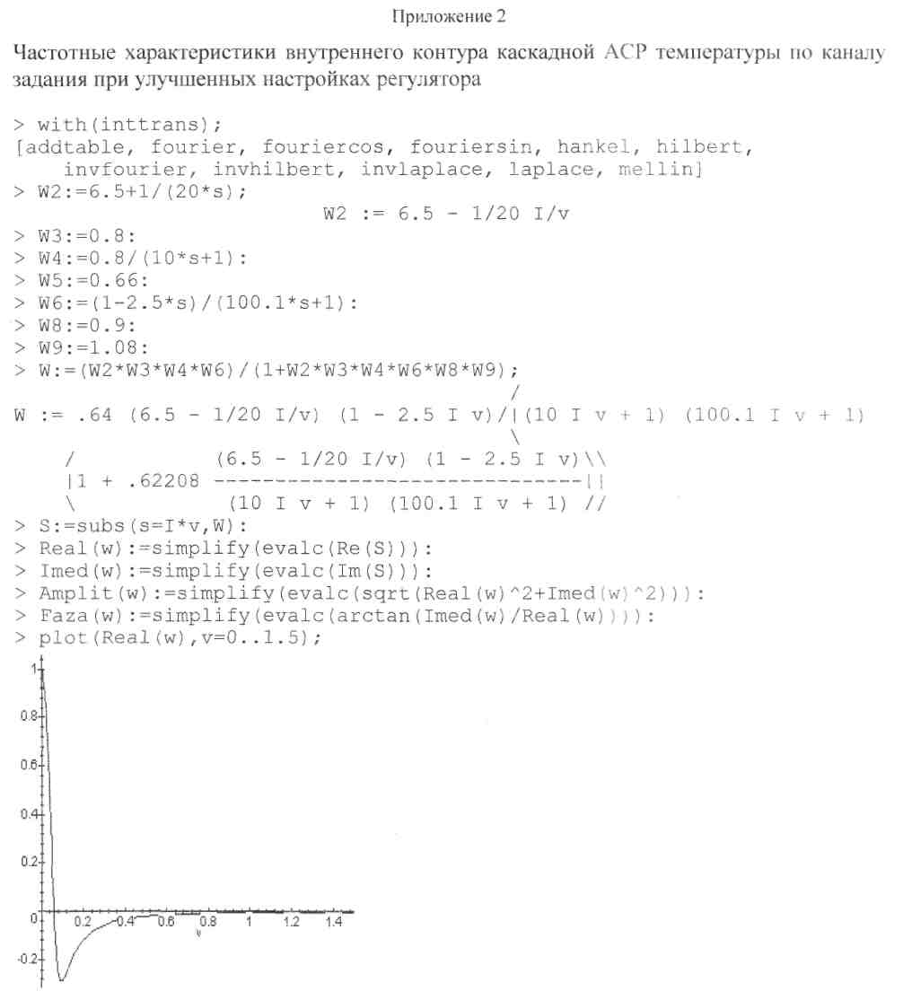 Приложение 2
Частотные характеристики внутреннего контура каскадной АСР температуры по каналу
задания при улучшенных настройках регулятора
> with(inttrans);
[addtable, fourier, fouriercos, fouriersin, hankel, hilbert,
invfourier, invhilbert, invlaplace, laplace, mellin]
> W2:=6.5+1/(20*s);
W2 := 6.5 - 1/20 I/v
> W3:=0.8:
> W4:=0.8/(10*s+1):
> W5:=0.66:
> W6:=(1-2.5*s)/(100.1*s+1):
> W8:=0.9:
> W9:=1.08:
> W:=(W2*W3*W4*W6)/(1+W2*W3*W4*W6*W8*W9);
/
W := .64 (6.5 - 1/20 I/v) (1 - 2.5 I v)/|(10 I v + 1) (100.1 I v + 1)
\
/ (6.5 - 1/20 I/v) (1 - 2.5 I v)\\
|1 + .62208 ------------------------------||
\ (10 I v + 1) (100.1 I v + 1) //
> S:=subs(s=I*v,W):
> Real(w):=simplify(evalc(Re(S))):
> Imed(w):=simplify(evalc(Im(S))):
> Amplit(w):=simplify(evalc(sqrt(Real(w)^2+Imed(w)^2))):
> Faza(w):=simplify(evalc(arctan(Imed(w)/Real(w)))):
> plot(Real(w),v=0..1.5);
1
0.8
0.6
0.4
0.2
0
0.2 0.4 0.6 0.8 1 1.2 1.4
v
-0.2